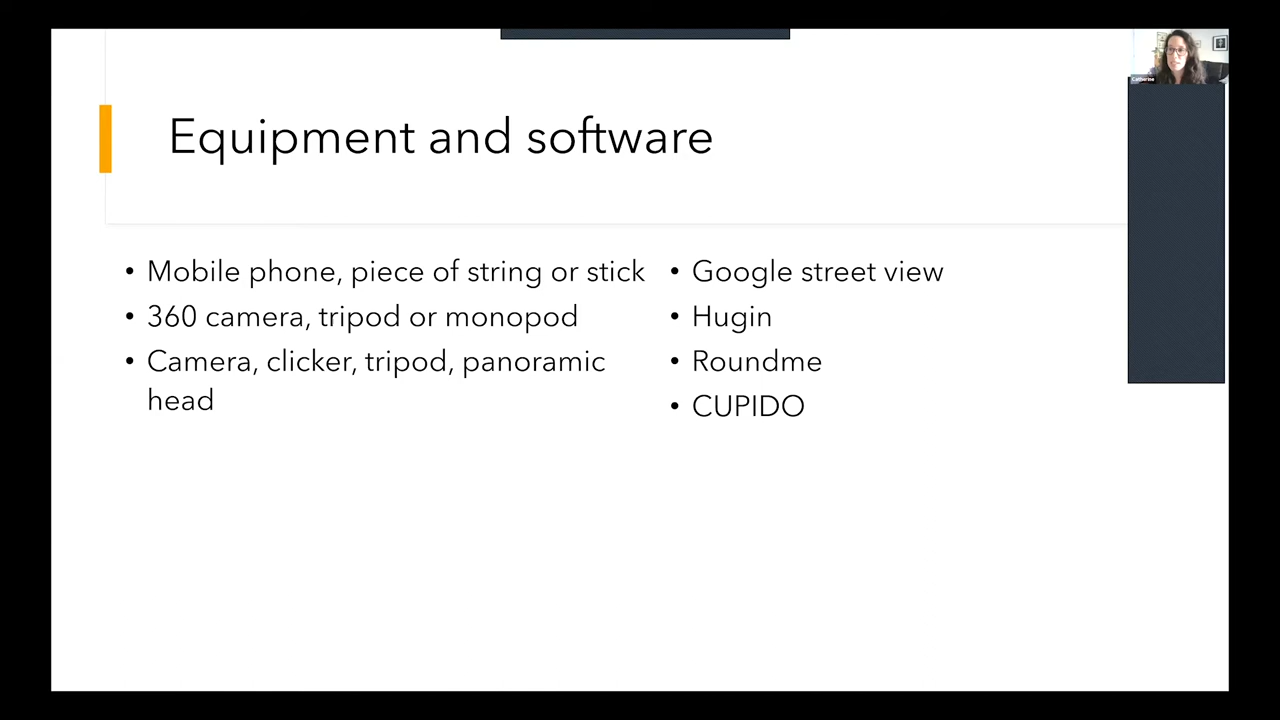 Equipment and software
• Mobile phone, piece of string or stick
• 360 camera, tripod or monopod
• Camera, clicker, tripod, panoramic
head
• Google street view
• Hugin
• Roundme
• CUPIDO
Catherine